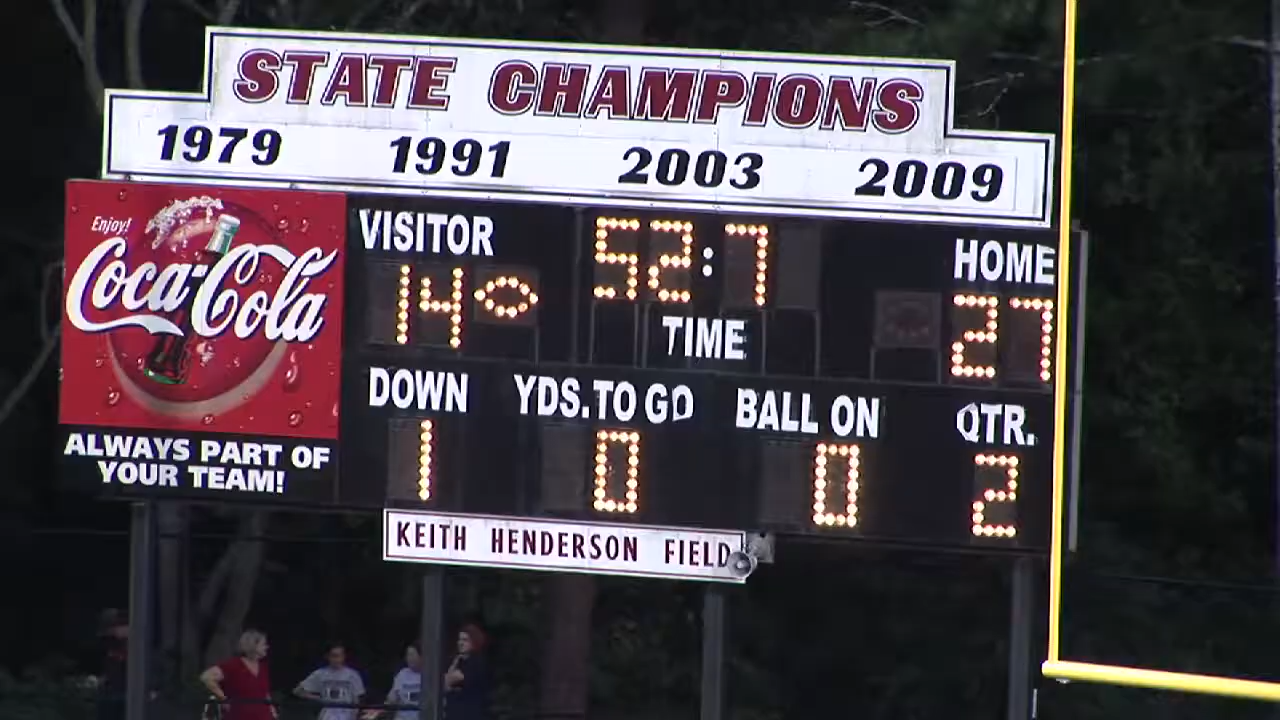 STATE CHAMPIONS
1979 1991 2003 2009
Enjoy!
Coca-Cola
ALWAYS PART OF
YOUR TEAM!
VISITOR 52:7 HOME
14 27
TIME
DOWN YDS.TO GO BALL ON QTR.
1 0 0 2
KEITH HENDERSON FIELD